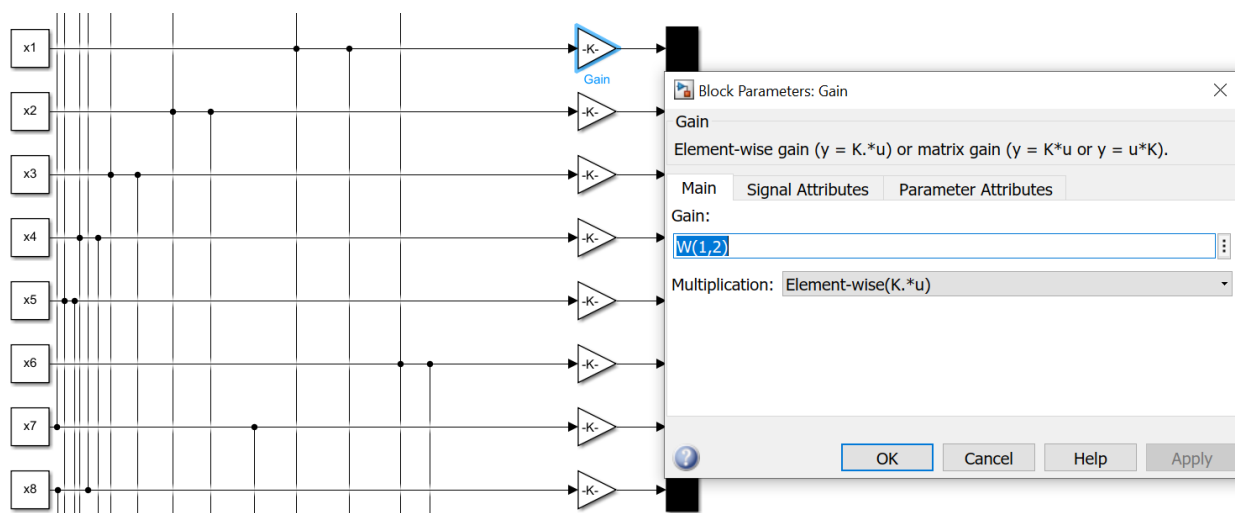 x1
-K-
Gain
x2
-K-
x3
-K-
x4
-K-
x5
-K-
x6
-K-
x7
-K-
x8
-K-
Block Parameters: Gain
Gain
Element-wise gain (y = K.*u) or matrix gain (y = K*u or y = u*K).
Main Signal Attributes Parameter Attributes
Gain:
W(1,2)
Multiplication: Element-wise(K.*u)
? OK Cancel Help Apply